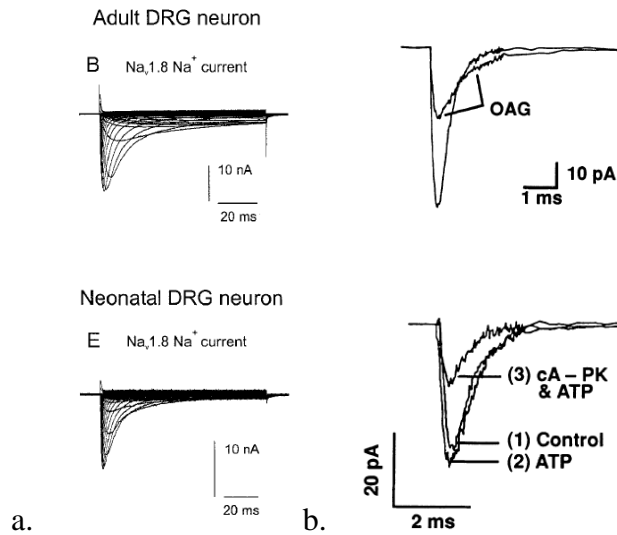 Adult DRG neuron
B Nav1.8 Na+ current
10 nA
20 ms
Neonatal DRG neuron
E Nav1.8 Na+ current
10 nA
20 ms
a.
OAG
10 pA
1 ms
(3) cA – PK
& ATP
(1) Control
(2) ATP
20 pA
2 ms
b.